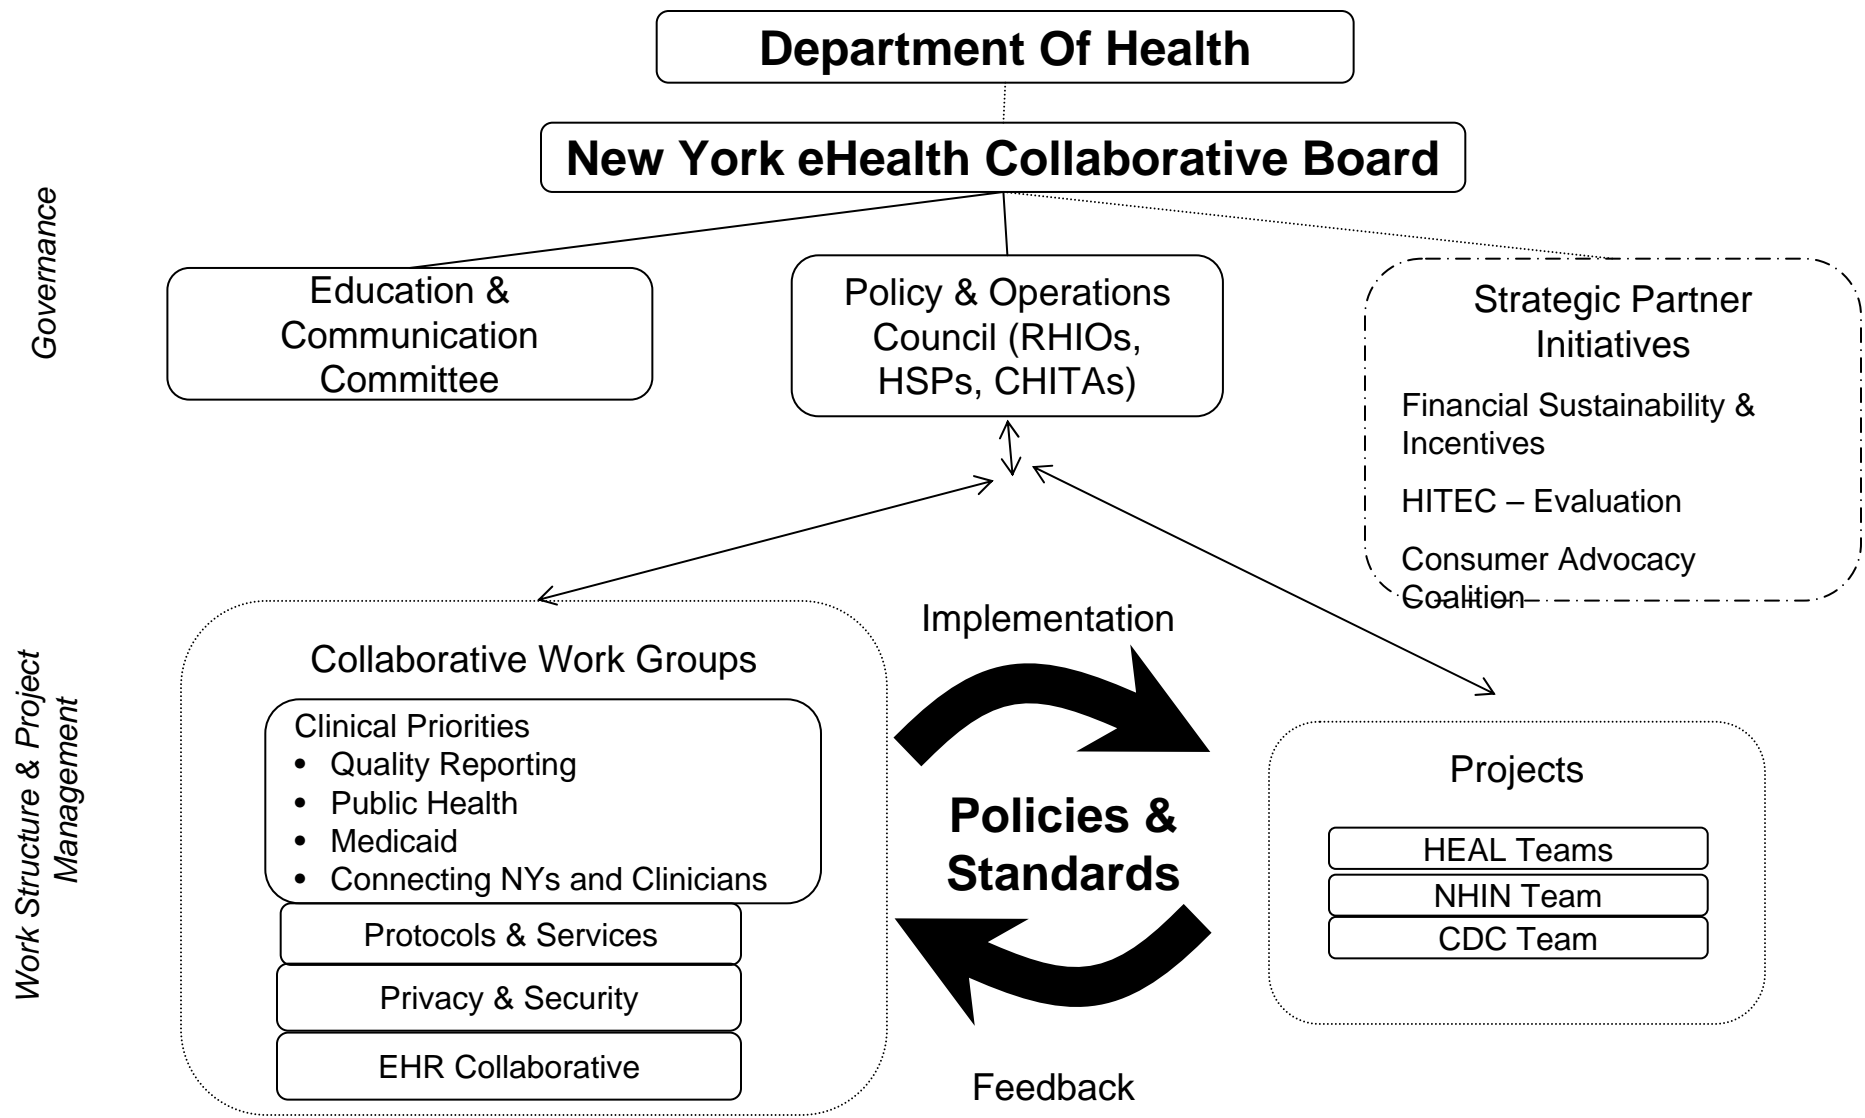 Department Of Health
New York eHealth Collaborative Board
Governance
Education &
Communication
Committee
Policy & Operations
Council (RHIOs,
HSPs, CHITAs)
Strategic Partner
Initiatives
Financial Sustainability &
Incentives
HITEC – Evaluation
Consumer Advocacy
Coalition
Work Structure & Project
Management
Collaborative Work Groups
Clinical Priorities
• Quality Reporting
• Public Health
• Medicaid
• Connecting NYs and Clinicians
Protocols & Services
Privacy & Security
EHR Collaborative
Implementation
Policies &
Standards
Feedback
Projects
HEAL Teams
NHIN Team
CDC Team